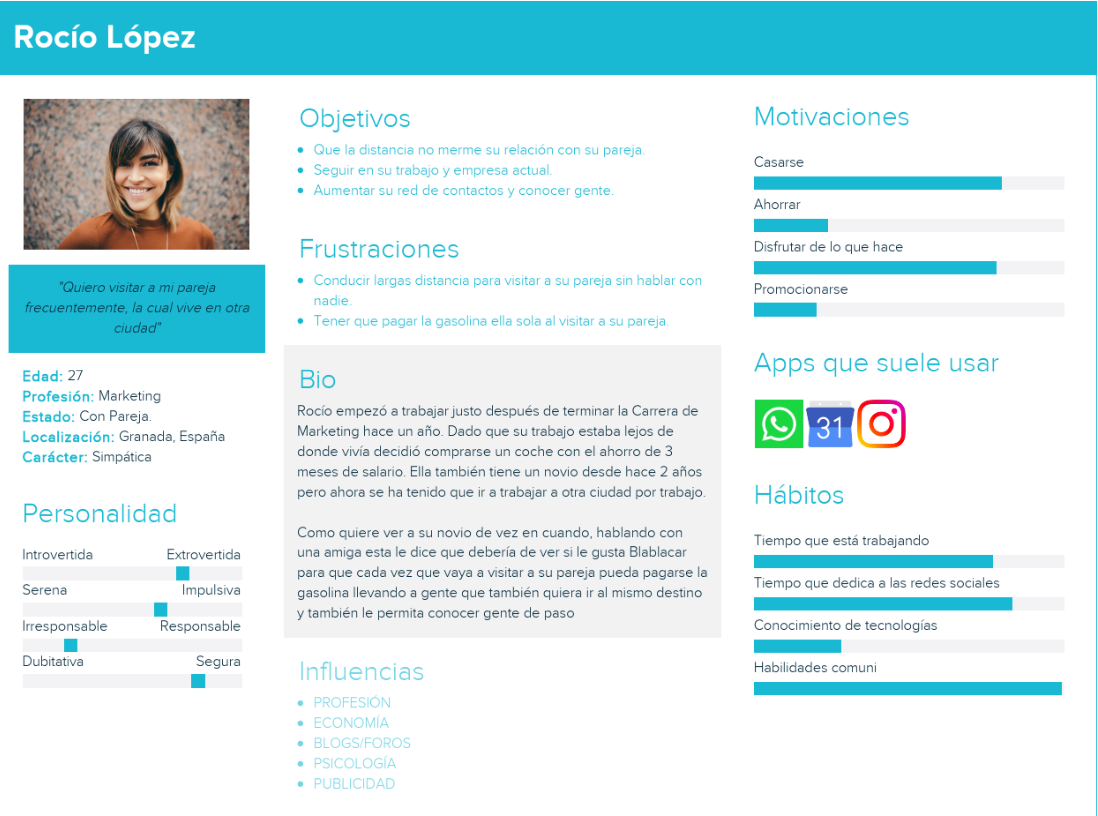 Rocío López
"Quiero visitar a mi pareja
frecuentemente, la cual vive en otra
ciudad"
Edad: 27
Profesión: Marketing
Estado: Con Pareja.
Localización: Granada, España
Carácter: Simpática
Personalidad
Introvertida Extrovertida
Serena Impulsiva
Irresponsable Responsable
Dubitativa Segura
Objetivos
Que la distancia no merme su relación con su pareja.
Seguir en su trabajo y empresa actual.
Aumentar su red de contactos y conocer gente.
Frustraciones
Conducir largas distancia para visitar a su pareja sin hablar con
nadie.
Tener que pagar la gasolina ella sola al visitar a su pareja.
Bio
Rocío empezó a trabajar justo después de terminar la Carrera de
Marketing hace un año. Dado que su trabajo estaba lejos de
donde vivía decidió comprarse un coche con el ahorro de 3
meses de salario. Ella también tiene un novio desde hace 2 años
pero ahora se ha tenido que ir a trabajar a otra ciudad por trabajo.
Como quiere ver a su novio de vez en cuando, hablando con
una amiga esta le dice que debería de ver si le gusta Blablacar
para que cada vez que vaya a visitar a su pareja pueda pagarse la
gasolina llevando a gente que también quiera ir al mismo destino
y también le permita conocer gente de paso
Influencias
PROFESIÓN
ECONOMÍA
BLOGS/FOROS
PSICOLOGÍA
PUBLICIDAD
Motivaciones
Casarse
Ahorrar
Disfrutar de lo que hace
Promocionarse
Apps que suele usar
31
Hábitos
Tiempo que está trabajando
Tiempo que dedica a las redes sociales
Conocimiento de tecnologías
Habilidades comuni